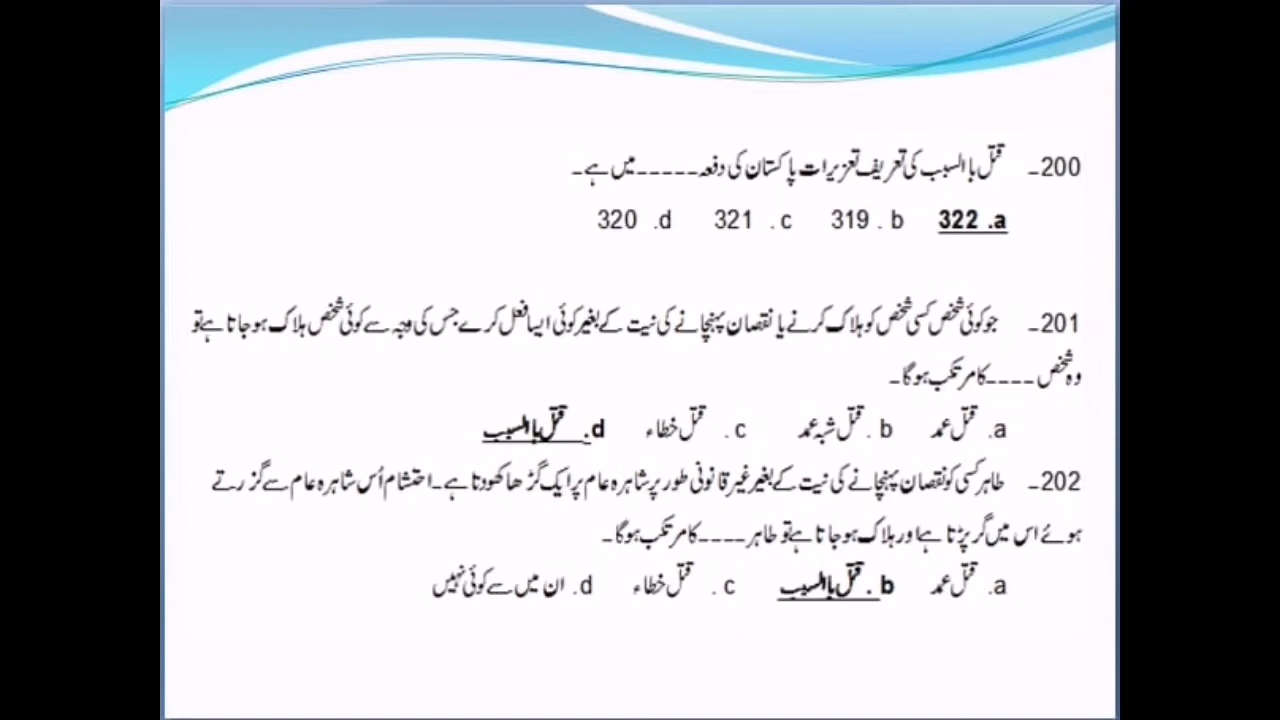 200۔ قتل باالسبب کی تعریف تعزیرات پاکستان کی دفعہ ۔۔۔۔۔ میں ہے۔
a. 322 b. 319 c. 321 d. 320
201۔ جو کوئی شخص کسی شخص کو ہلاک کرنے یا نقصان پہنچانے کی نیت کے بغیر کوئی ایسا فعل کرے جس کی وجہ سے کوئی شخص ہلاک ہو جاتا ہے تو
وہ شخص ۔۔۔۔ کا مرتکب ہوگا۔
a. قتل عمد b. قتل شبہ عمد c. قتل خطاء d. قتل باالسبب
202۔ طاہر کسی کو نقصان پہنچانے کی نیت کے بغیر غیر قانونی طور پر شاہرہ عام پر ایک گڑھا کھودتا ہے۔ احتشام اُس شاہرہ عام سے گزرتے
ہوئے اس میں گر پڑتا ہے اور ہلاک ہو جاتا ہے تو طاہر ۔۔۔۔ کا مرتکب ہوگا۔
a. قتل عمد b. قتل باالسبب c. قتل خطاء d. ان میں سے کوئی نہیں